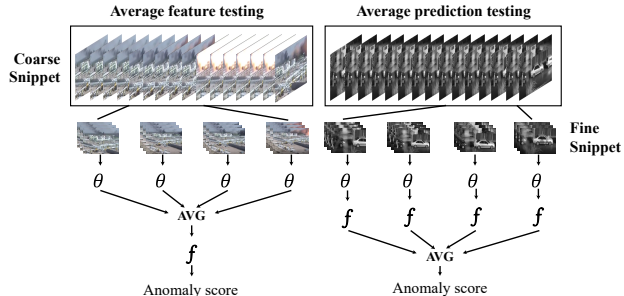 Average feature testing
Average prediction testing
Coarse
Snippet
Fine
Snippet
θ θ θ θ θ θ θ θ
f f f f
AVG
AVG
f
Anomaly score
Anomaly score